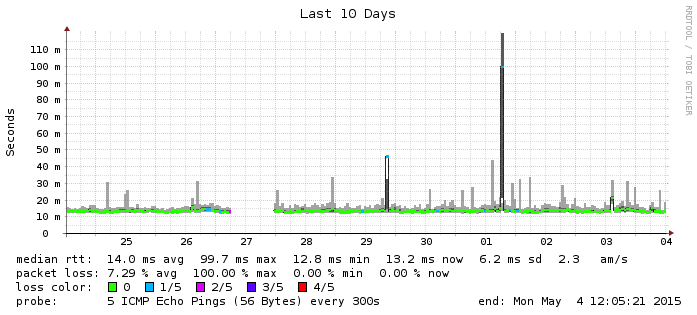 Last 10 Days
RRDTOOL / TOBI OETIKER
Seconds
110 m
100 m
90 m
80 m
70 m
60 m
50 m
40 m
30 m
20 m
10 m
0
25 26 27 28 29 30 01 02 03 04
median rtt: 14.0 ms avg 99.7 ms max 12.8 ms min 13.2 ms now 6.2 ms sd 2.3 am/s
packet loss: 7.29 % avg 100.00 % max 0.00 % min 0.00 % now
loss color: 0 1/5 2/5 3/5 4/5
probe: 5 ICMP Echo Pings (56 Bytes) every 300s end: Mon May 4 12:05:21 2015